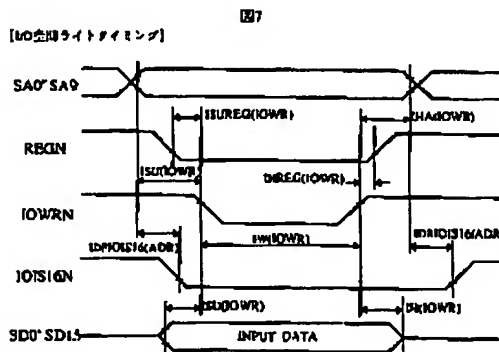 図7
[I/O空間ライトタイミング]
SA0~SA9
tSUREG(IOWR)
tHA(IOWR)
REGN
tSU(IOWR)
tHREG(IOWR)
IOWRN
tDFIOIS16(ADR)
tW(IOWR)
tDRIOIS16(ADR)
IOIS16N
tSU(IOWR)
tH(IOWR)
SD0~SD15
INPUT DATA